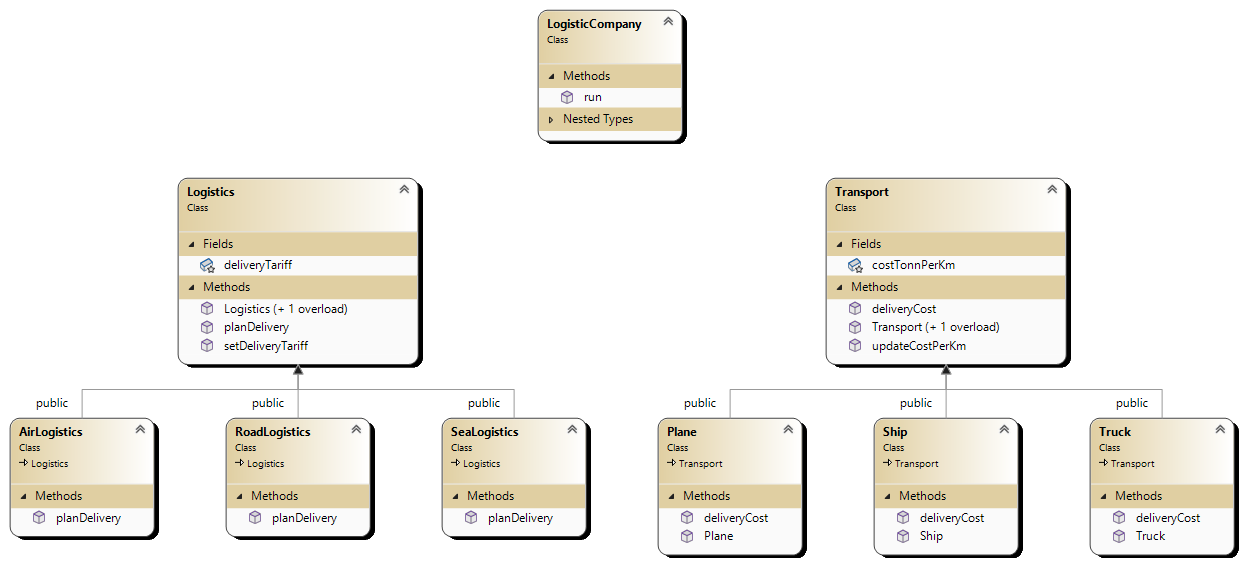 LogisticCompany
Class
Methods
run
Nested Types
Logistics
Class
Fields
deliveryTariff
Methods
Logistics (+ 1 overload)
planDelivery
setDeliveryTariff
Transport
Class
Fields
costTonnPerKm
Methods
deliveryCost
Transport (+ 1 overload)
updateCostPerKm
public
public
public
public
public
public
AirLogistics
Class
Logistics
Methods
planDelivery
RoadLogistics
Class
Logistics
Methods
planDelivery
SeaLogistics
Class
Logistics
Methods
planDelivery
Plane
Class
Transport
Methods
deliveryCost
Plane
Ship
Class
Transport
Methods
deliveryCost
Ship
Truck
Class
Transport
Methods
deliveryCost
Truck